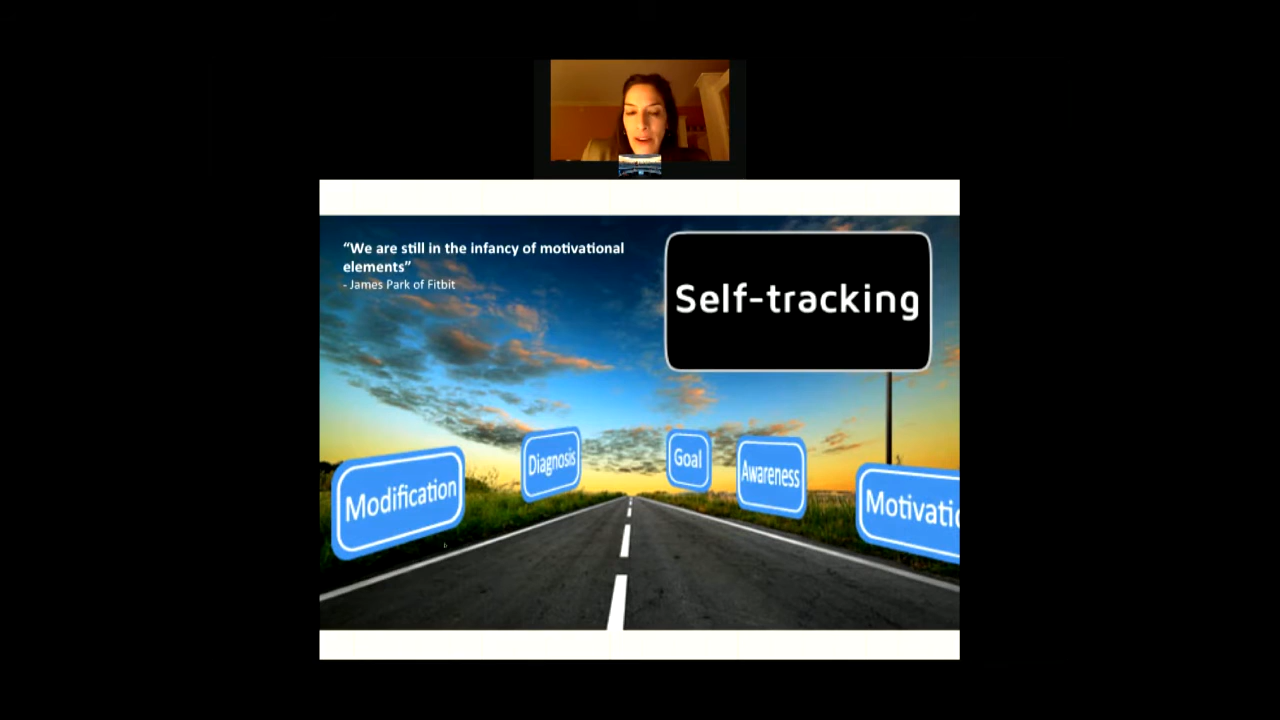 “We are still in the infancy of motivational
elements”
- James Park of Fitbit
Self-tracking
Modification
Diagnosis
Goal
Awareness
Motivatio